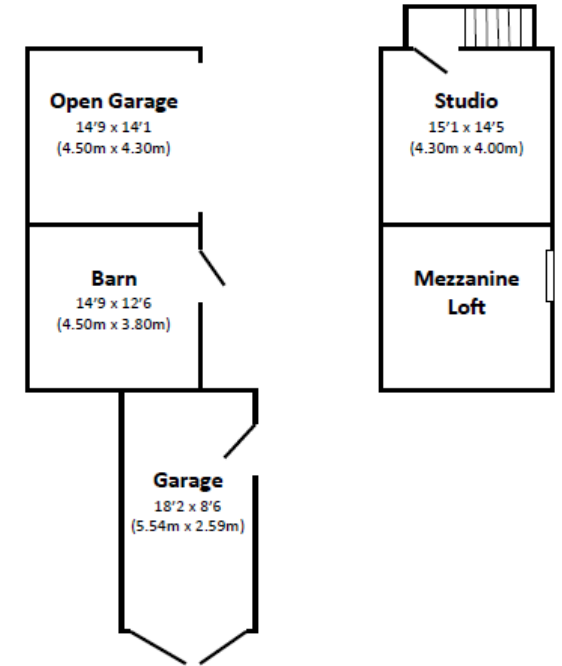 Open Garage
14'9 x 14'1
(4.50m x 4.30m)
Studio
15'1 x 14'5
(4.30m x 4.00m)
Barn
14'9 x 12'6
(4.50m x 3.80m)
Mezzanine
Loft
Garage
18'2 x 8'6
(5.54m x 2.59m)